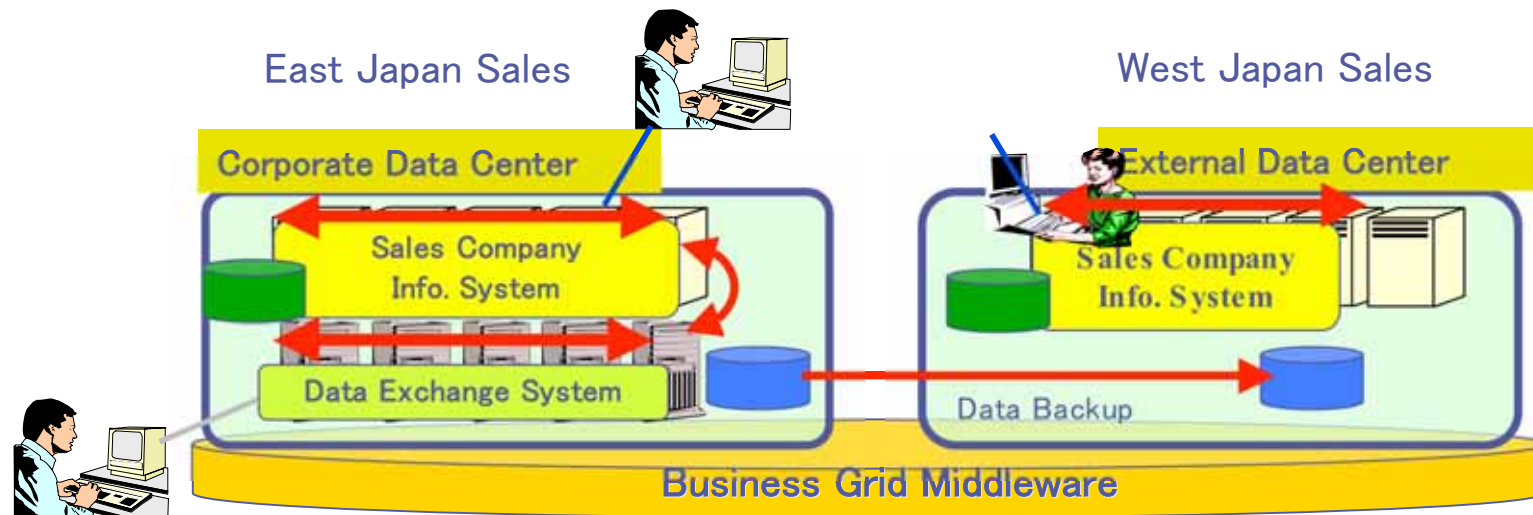 East Japan Sales
West Japan Sales
Corporate Data Center
External Data Center
Sales Company
Info. System
Sales Company
Info. System
Data Exchange System
Data Backup
Business Grid Middleware